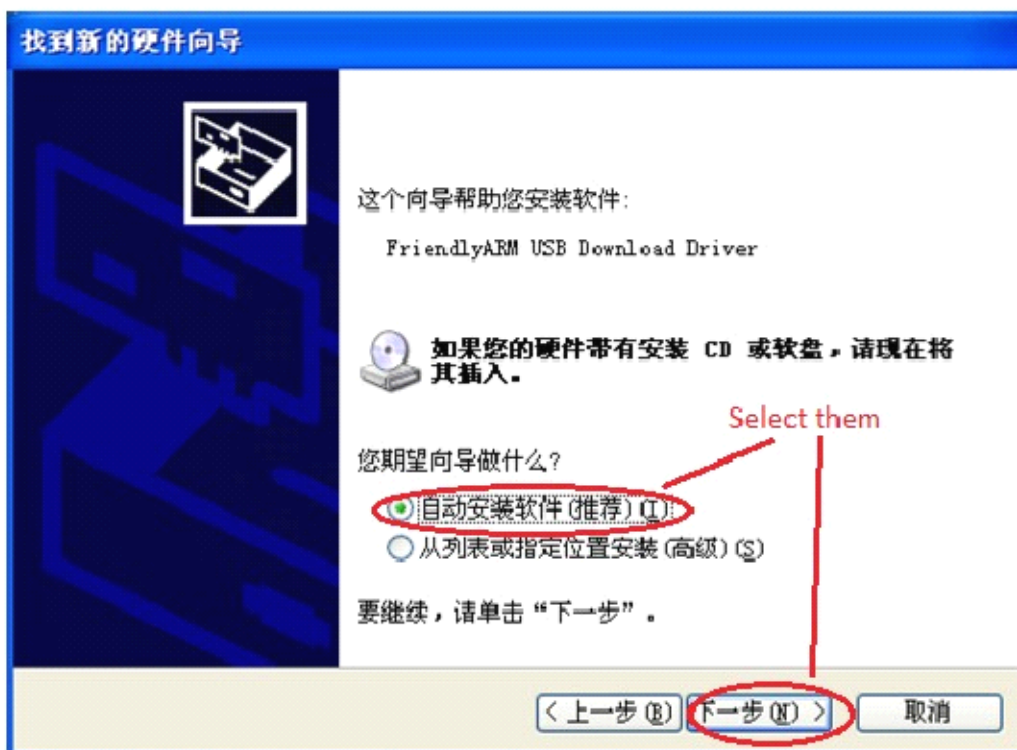 找到新的硬件向导
这个向导帮助您安装软件:
FriendlyARM USB Download Driver
如果您的硬件带有安装 CD 或软盘，请现在将
其插入。
Select them
您期望向导做什么?
自动安装软件(推荐)(I)
从列表或指定位置安装(高级)(S)
要继续，请单击“下一步”。
< 上一步(B) 下一步(N) > 取消